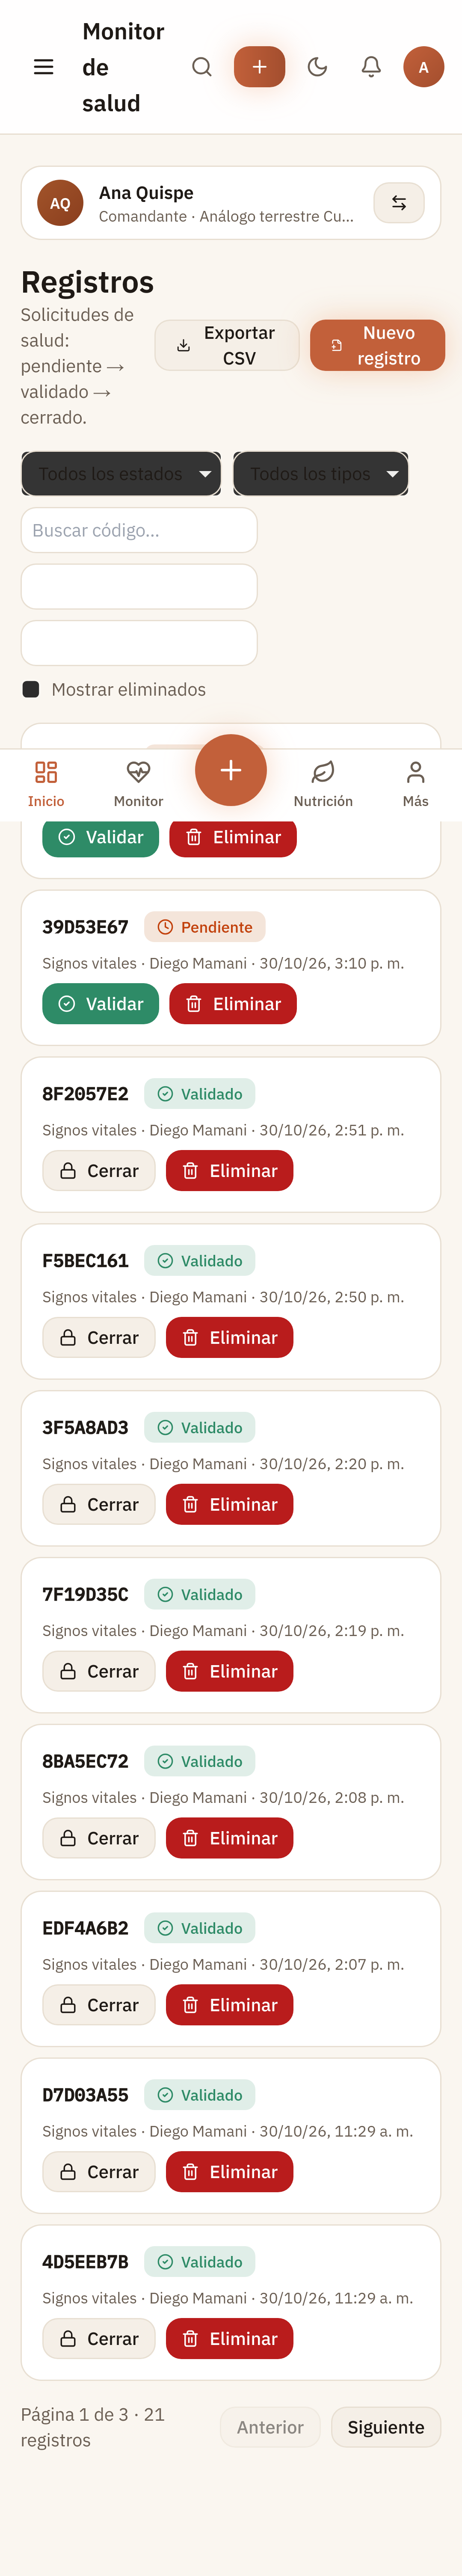 Monitor
de
salud
A
AQ
Ana Quispe
Comandante · Análogo terrestre Cu...
Registros
Solicitudes de
salud:
pendiente →
validado →
cerrado.
Exportar
CSV
Nuevo
registro
Todos los estados
Todos los tipos
Buscar código...
Mostrar eliminados
Inicio
Monitor
Nutrición
Más
Validar
Eliminar
39D53E67
Pendiente
Signos vitales · Diego Mamani · 30/10/26, 3:10 p. m.
Validar
Eliminar
8F2057E2
Validado
Signos vitales · Diego Mamani · 30/10/26, 2:51 p. m.
Cerrar
Eliminar
F5BEC161
Validado
Signos vitales · Diego Mamani · 30/10/26, 2:50 p. m.
Cerrar
Eliminar
3F5A8AD3
Validado
Signos vitales · Diego Mamani · 30/10/26, 2:20 p. m.
Cerrar
Eliminar
7F19D35C
Validado
Signos vitales · Diego Mamani · 30/10/26, 2:19 p. m.
Cerrar
Eliminar
8BA5EC72
Validado
Signos vitales · Diego Mamani · 30/10/26, 2:08 p. m.
Cerrar
Eliminar
EDF4A6B2
Validado
Signos vitales · Diego Mamani · 30/10/26, 2:07 p. m.
Cerrar
Eliminar
D7D03A55
Validado
Signos vitales · Diego Mamani · 30/10/26, 11:29 a. m.
Cerrar
Eliminar
4D5EEB7B
Validado
Signos vitales · Diego Mamani · 30/10/26, 11:29 a. m.
Cerrar
Eliminar
Página 1 de 3 · 21
registros
Anterior
Siguiente